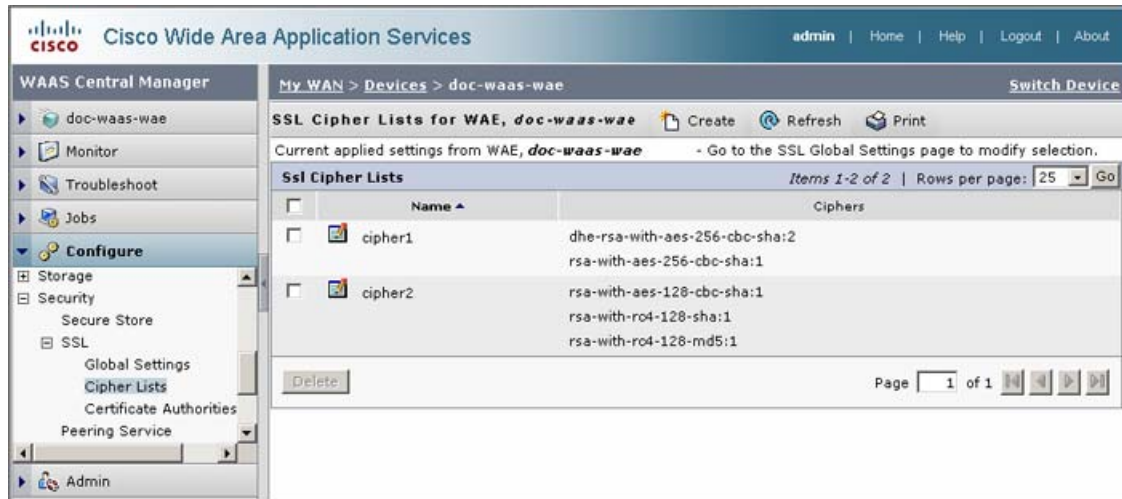 CISCO
Cisco Wide Area Application Services
admin | Home | Help | Logout | About
WAAS Central Manager
My WAN > Devices > doc-waas-wae
Switch Device
doc-waas-wae
Monitor
Troubleshoot
Jobs
Configure
Storage
Security
Secure Store
SSL
Global Settings
Cipher Lists
Certificate Authorities
Peering Service
Admin
SSL Cipher Lists for WAE, doc-waas-wae
Create
Refresh
Print
Current applied settings from WAE, doc-waas-wae
- Go to the SSL Global Settings page to modify selection.
Ssl Cipher Lists
Items 1-2 of 2 | Rows per page: 25 Go
Name
Ciphers
cipher1
dhe-rsa-with-aes-256-cbc-sha:2
rsa-with-aes-256-cbc-sha:1
cipher2
rsa-with-aes-128-cbc-sha:1
rsa-with-rc4-128-sha:1
rsa-with-rc4-128-md5:1
Delete
Page 1 of 1